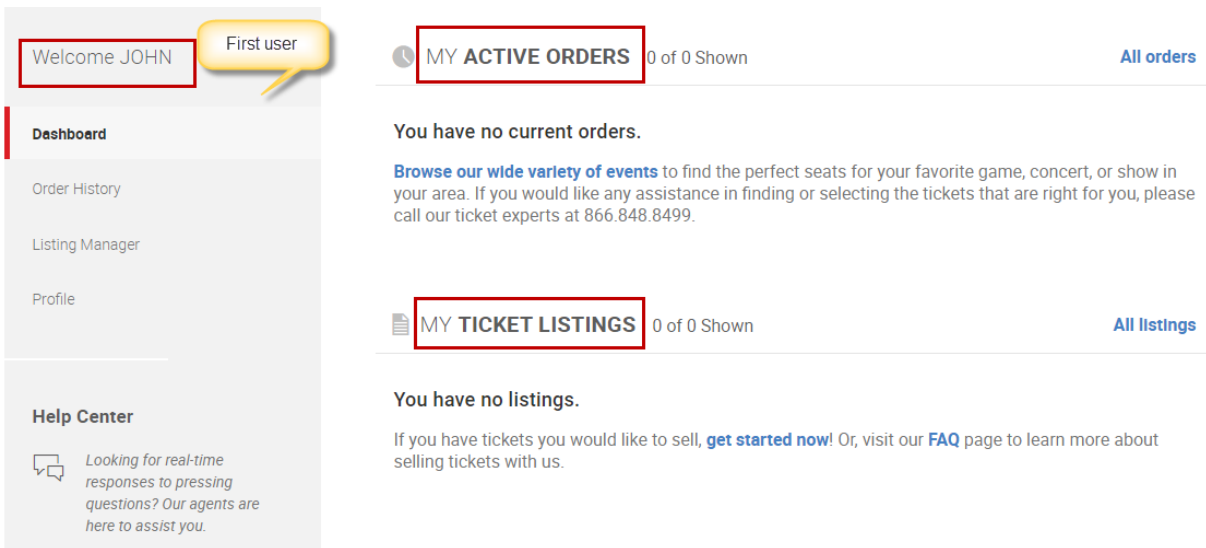 Welcome JOHN
First user
Dashboard
Order History
Listing Manager
Profile
Help Center
Looking for real-time
responses to pressing
questions? Our agents are
here to assist you.
MY ACTIVE ORDERS 0 of 0 Shown
All orders
You have no current orders.
Browse our wide variety of events to find the perfect seats for your favorite game, concert, or show in
your area. If you would like any assistance in finding or selecting the tickets that are right for you, please
call our ticket experts at 866.848.8499.
MY TICKET LISTINGS 0 of 0 Shown
All listings
You have no listings.
If you have tickets you would like to sell, get started now! Or, visit our FAQ page to learn more about
selling tickets with us.